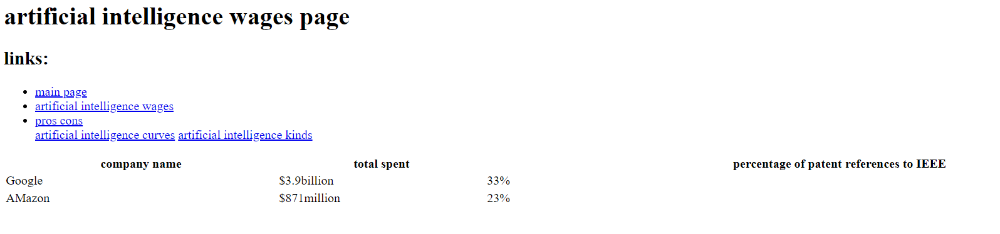 artificial intelligence wages page
links:
main page
artificial intelligence wages
pros cons
artificial intelligence curves artificial intelligence kinds
company name total spent percentage of patent references to IEEE
Google $3.9billion 33%
AMazon $871million 23%